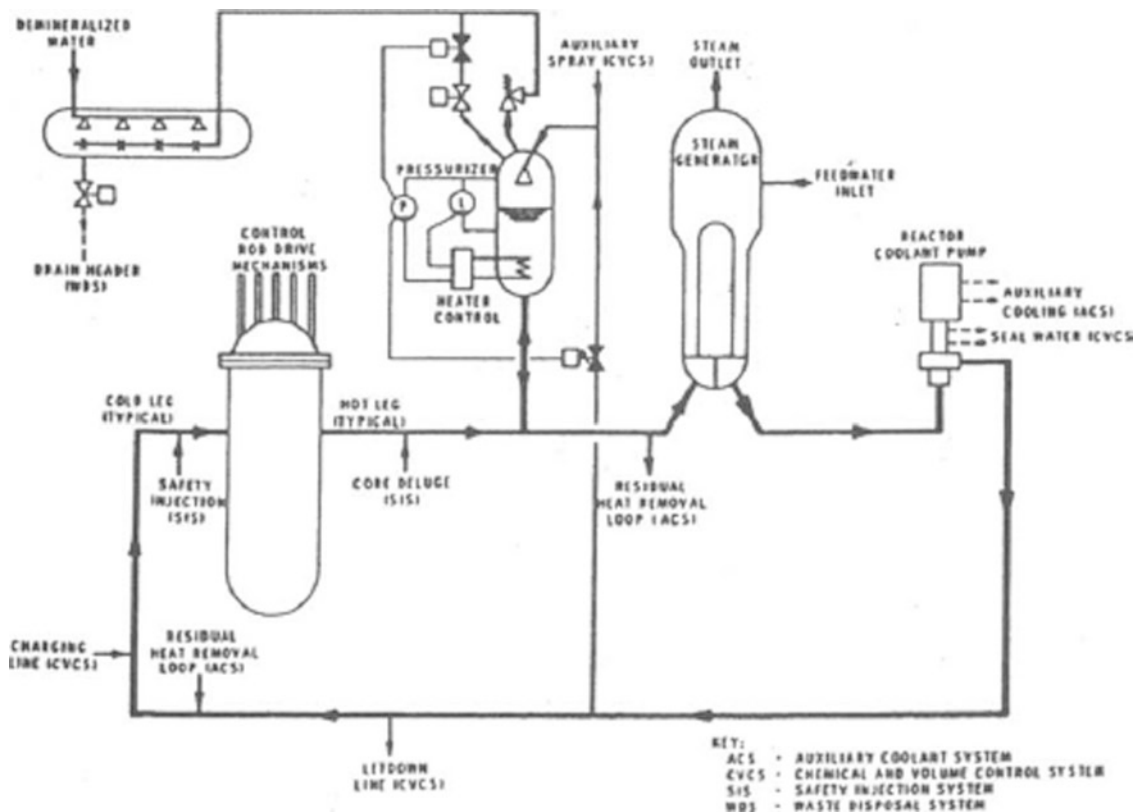 DEMINERALIZED
WATER
AUXILIARY
SPRAY (CVCS)
STEAM
OUTLET
STEAM
GENERATOR
FEEDWATER
INLET
PRESSURIZER
P
L
HEATER
CONTROL
DRAIN HEADER
(WDS)
CONTROL
ROD DRIVE
MECHANISMS
REACTOR
COOLANT PUMP
AUXILIARY
COOLING (ACS)
SEAL WATER (CVCS
COLD LEG
(TYPICAL)
HOT LEG
(TYPICAL)
SAFETY
INJECTION
(SIS)
CORE DELUGE
(SIS)
RESIDUAL
HEAT REMOVAL
LOOP (ACS)
CHARGING
LINE (CVCS)
RESIDUAL
HEAT REMOVAL
LOOP (ACS)
LETDOWN
LINE (CVCS)
KEY:
ACS - AUXILIARY COOLANT SYSTEM
CVCS - CHEMICAL AND VOLUME CONTROL SYSTEM
SIS - SAFETY INJECTION SYSTEM
WDS - WASTE DISPOSAL SYSTEM